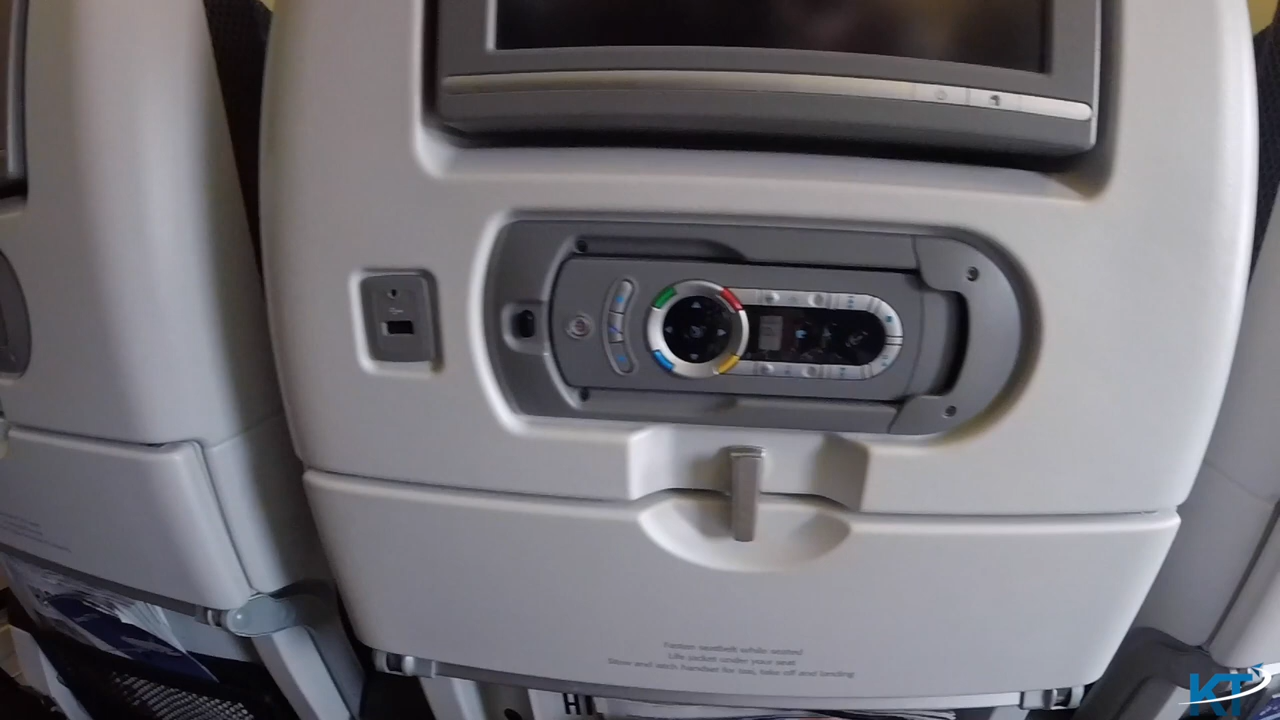 Fasten seatbelt while seated
Life jacket under your seat
Stow and latch handset for taxi, take off and landing
H
KT